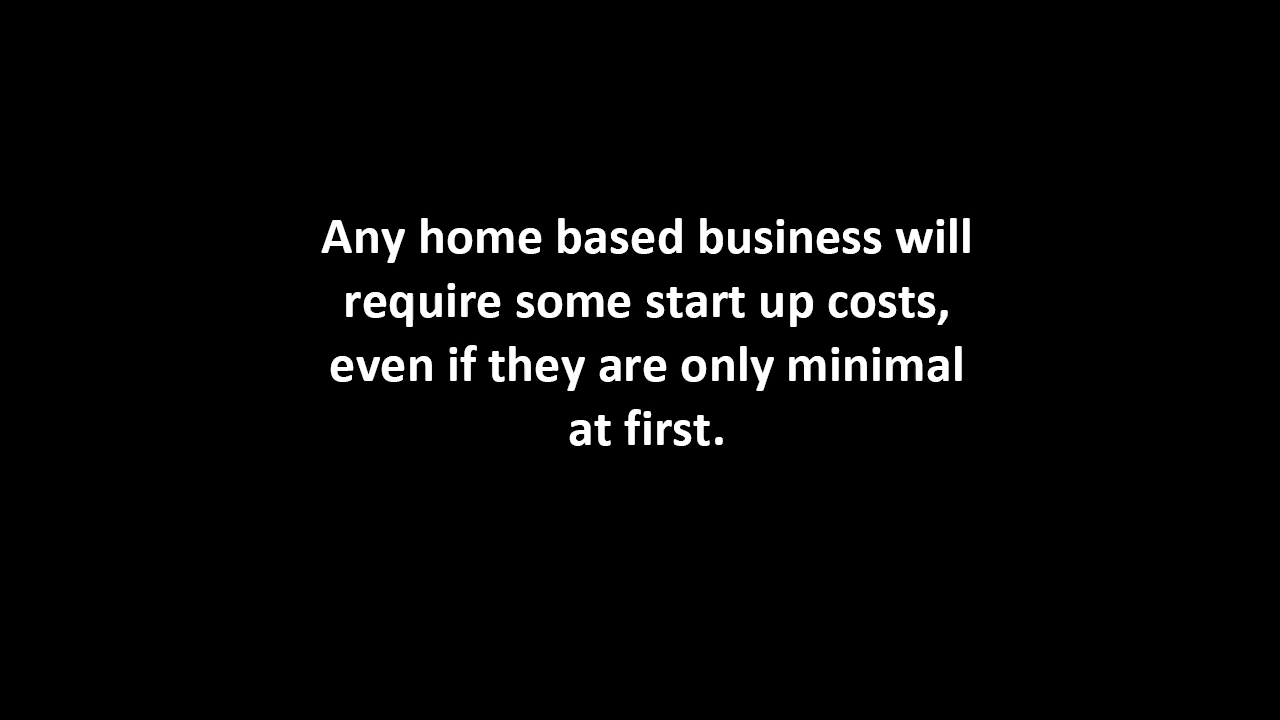 Any home based business will
require some start up costs,
even if they are only minimal
at first.